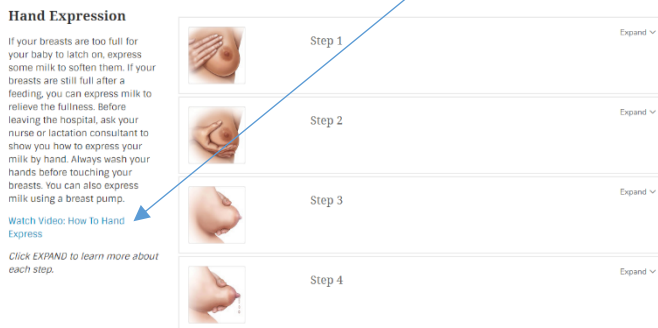 Hand Expression
If your breasts are too full for
your baby to latch on, express
some milk to soften them. If your
breasts are still full after a
feeding, you can express milk to
relieve the fullness. Before
leaving the hospital, ask your
nurse or lactation consultant to
show you how to express your
milk by hand. Always wash your
hands before touching your
breasts. You can also express
milk using a breast pump.
Watch Video: How To Hand
Express
Click EXPAND to learn more about
each step.
Step 1
Expand
Step 2
Expand
Step 3
Expand
Step 4
Expand